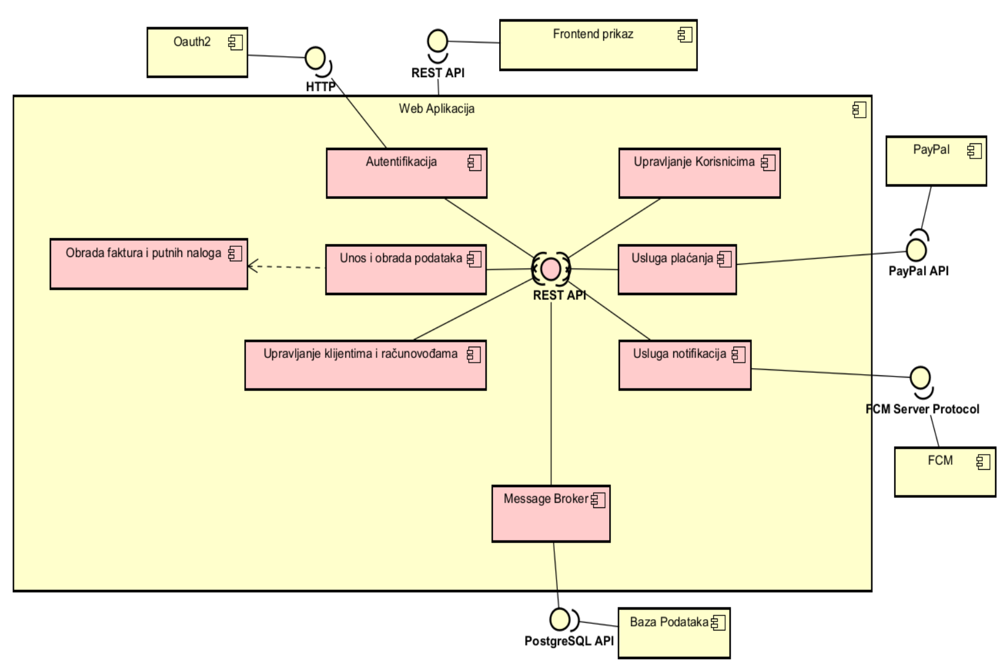 Oauth2
Frontend prikaz
REST API
HTTP
Web Aplikacija
Autentifikacija
Upravljanje Korisnicima
PayPal
Obrada faktura i putnih naloga
Unos i obrada podataka
Usluga plaćanja
PayPal API
REST API
Upravljanje klijentima i računovođama
Usluga notifikacija
FCM Server Protocol
FCM
Message Broker
Baza Podataka
PostgreSQL API